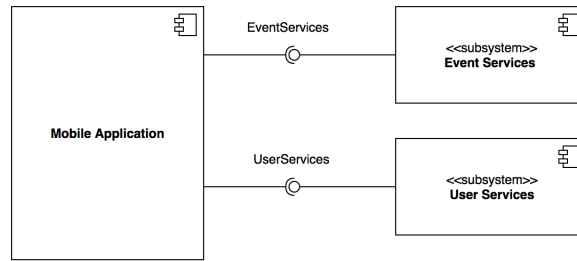 EventServices
<<subsystem>>
Event Services
Mobile Application
UserServices
<<subsystem>>
User Services